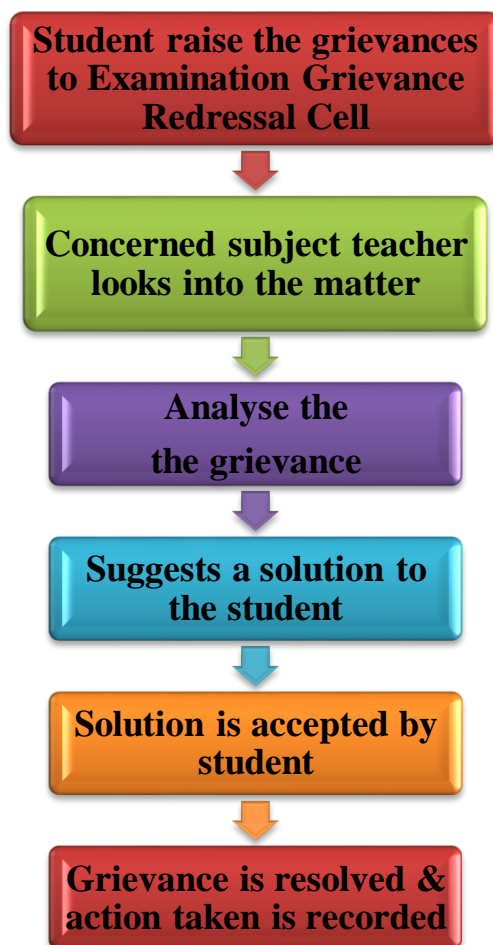 Student raise the grievances
to Examination Grievance
Redressal Cell
Concerned subject teacher
looks into the matter
Analyse the
the grievance
Suggests a solution to
the student
Solution is accepted by
student
Grievance is resolved &
action taken is recorded